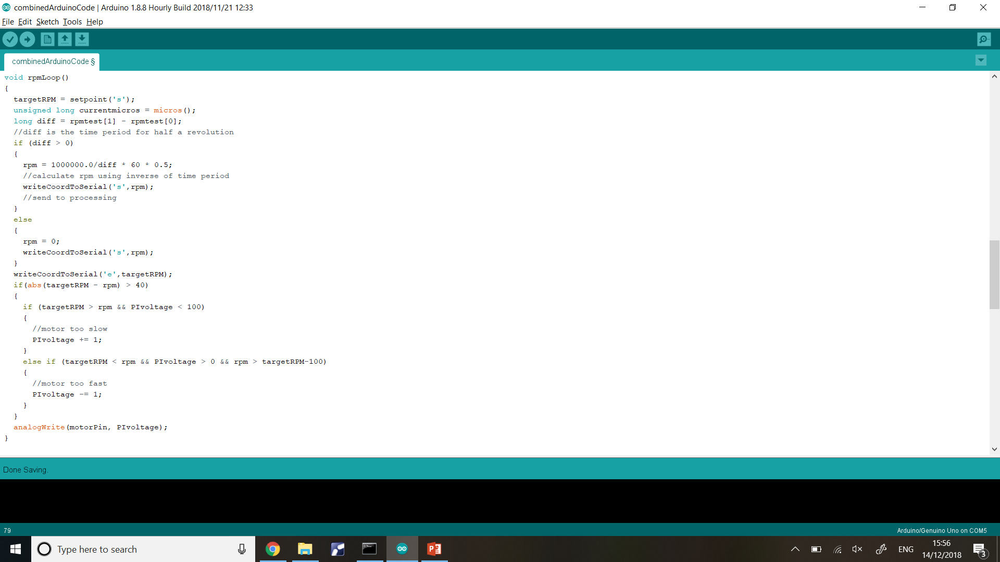 combinedArduinoCode | Arduino 1.8.8 Hourly Build 2018/11/21 12:33
File Edit Sketch Tools Help
combinedArduinoCode §
void rpmLoop()
{
  targetRPM = setpoint('s');
  unsigned long currentmicros = micros();
  long diff = rpmtest[1] - rpmtest[0];
  //diff is the time period for half a revolution
  if (diff > 0)
  {
    rpm = 1000000.0/diff * 60 * 0.5;
    //calculate rpm using inverse of time period
    writeCoordToSerial('s',rpm);
    //send to processing
  }
  else
  {
    rpm = 0;
    writeCoordToSerial('s',rpm);
  }
  writeCoordToSerial('e',targetRPM);
  if(abs(targetRPM - rpm) > 40)
  {
    if (targetRPM > rpm && PIvoltage < 100)
    {
      //motor too slow
      PIvoltage += 1;
    }
    else if (targetRPM < rpm && PIvoltage > 0 && rpm > targetRPM-100)
    {
      //motor too fast
      PIvoltage -= 1;
    }
  }
  analogWrite(motorPin, PIvoltage);
}
Done Saving.
79
Arduino/Genuino Uno on COM5
Type here to search
ENG
15:56
14/12/2018
3